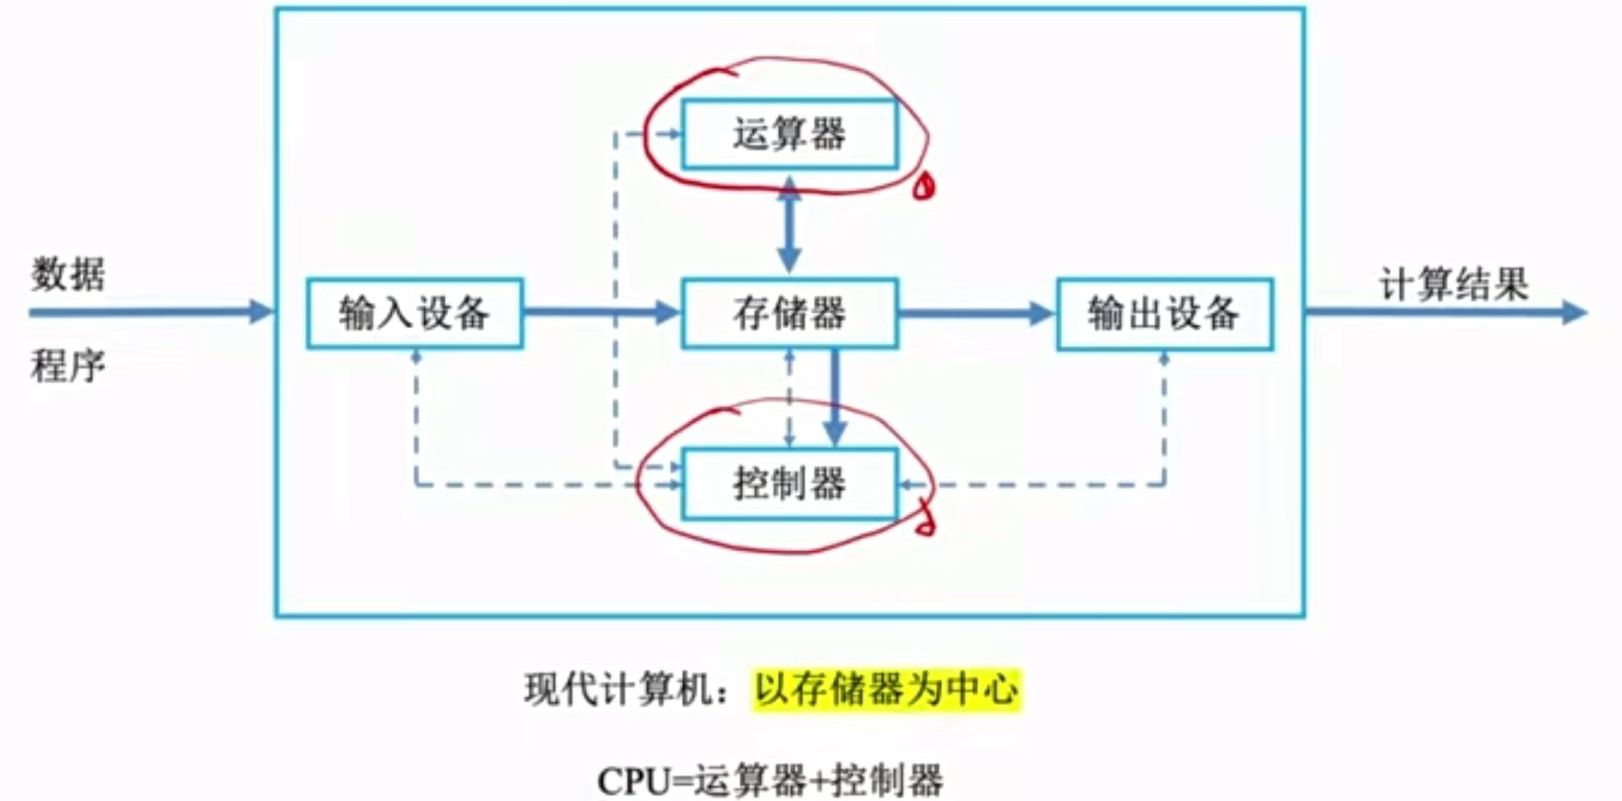 运算器
数据
程序
输入设备
存储器
输出设备
计算结果
控制器
现代计算机：以存储器为中心
CPU=运算器+控制器